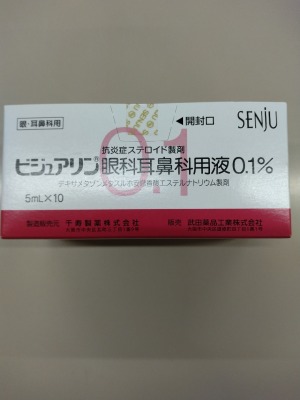 眼・耳鼻科用
◀開封口
SENJU
抗炎症ステロイド製剤
ビジュアリン®眼科耳鼻科用液0.1%
0.1
デキサメタゾンメタスルホ安息香酸エステルナトリウム製剤
5mL×10
製造販売元 千寿製薬株式会社
販売 武田薬品工業株式会社